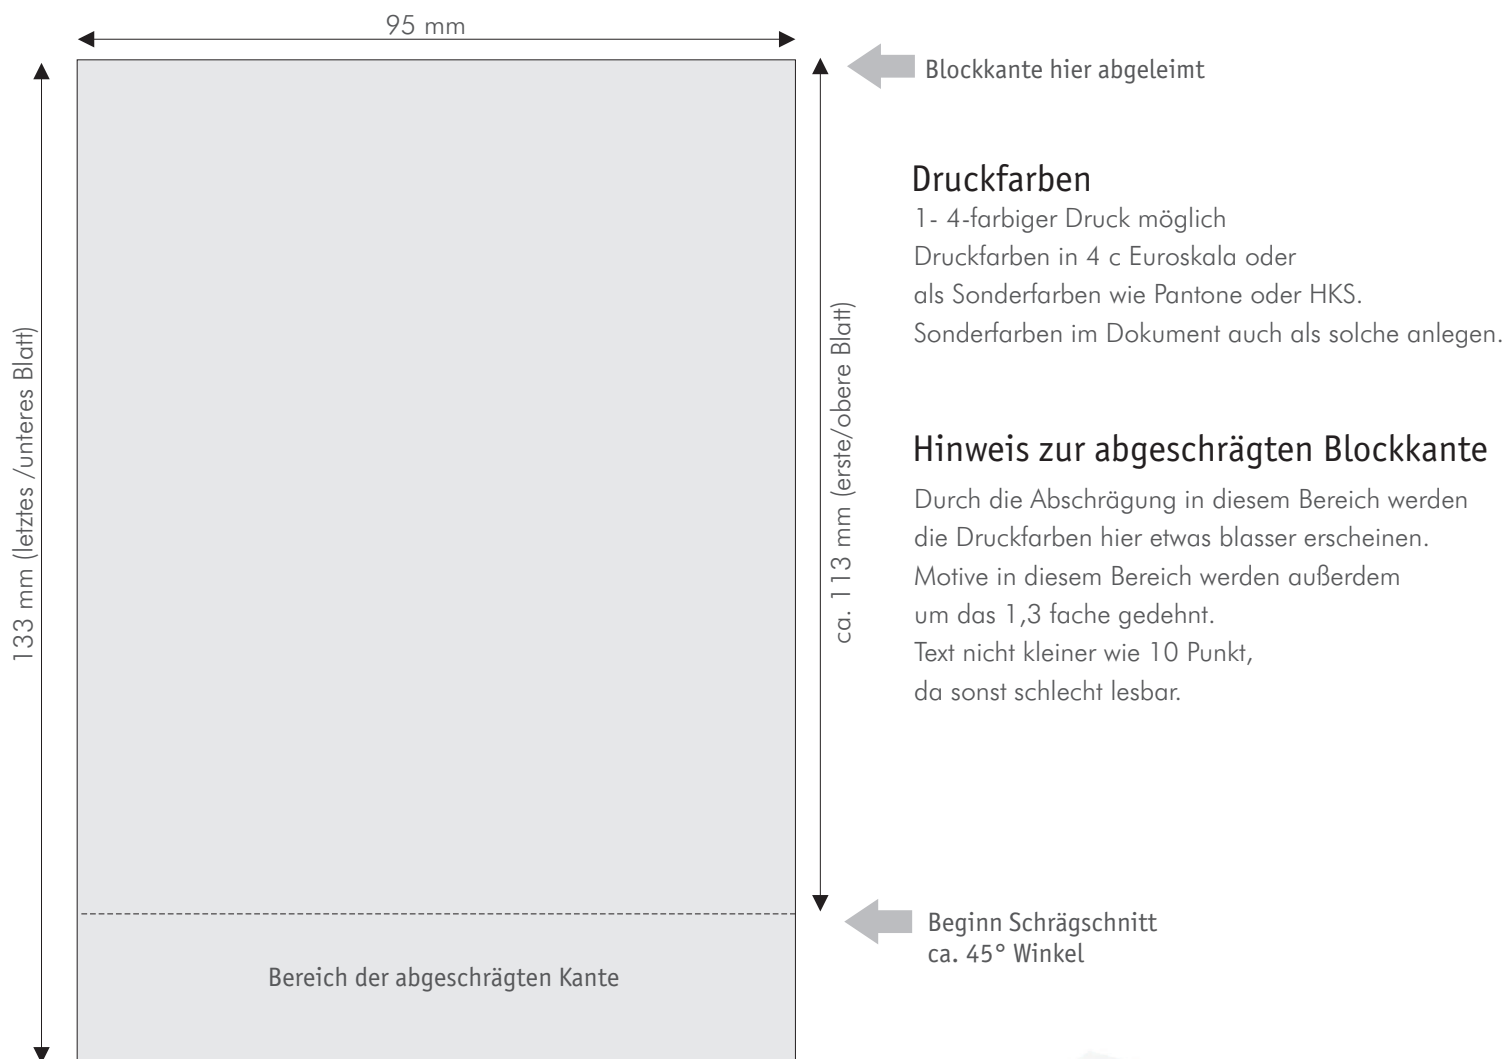 95 mm
Blockkante hier abgeleimt
Druckfarben
1- 4-farbiger Druck möglich
Druckfarben in 4 c Euroskala oder
als Sonderfarben wie Pantone oder HKS.
Sonderfarben im Dokument auch als solche anlegen.
133 mm (letztes /unteres Blatt)
ca. 113 mm (erste/obere Blatt)
Hinweis zur abgeschrägten Blockkante
Durch die Abschrägung in diesem Bereich werden
die Druckfarben hier etwas blasser erscheinen.
Motive in diesem Bereich werden außerdem
um das 1,3 fache gedehnt.
Text nicht kleiner wie 10 Punkt,
da sonst schlecht lesbar.
Beginn Schrägschnitt
ca. 45° Winkel
Bereich der abgeschrägten Kante